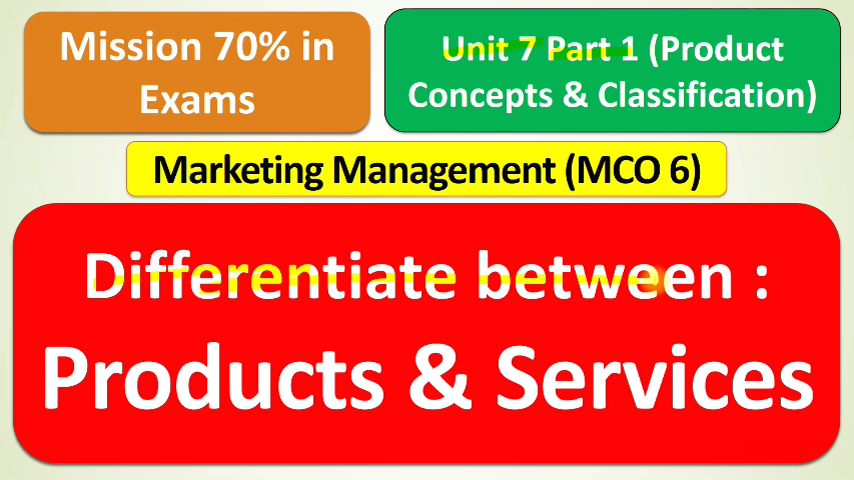 Mission 70% in
Exams
Unit 7 Part 1 (Product
Concepts & Classification)
Marketing Management (MCO 6)
Differentiate between :
Products & Services